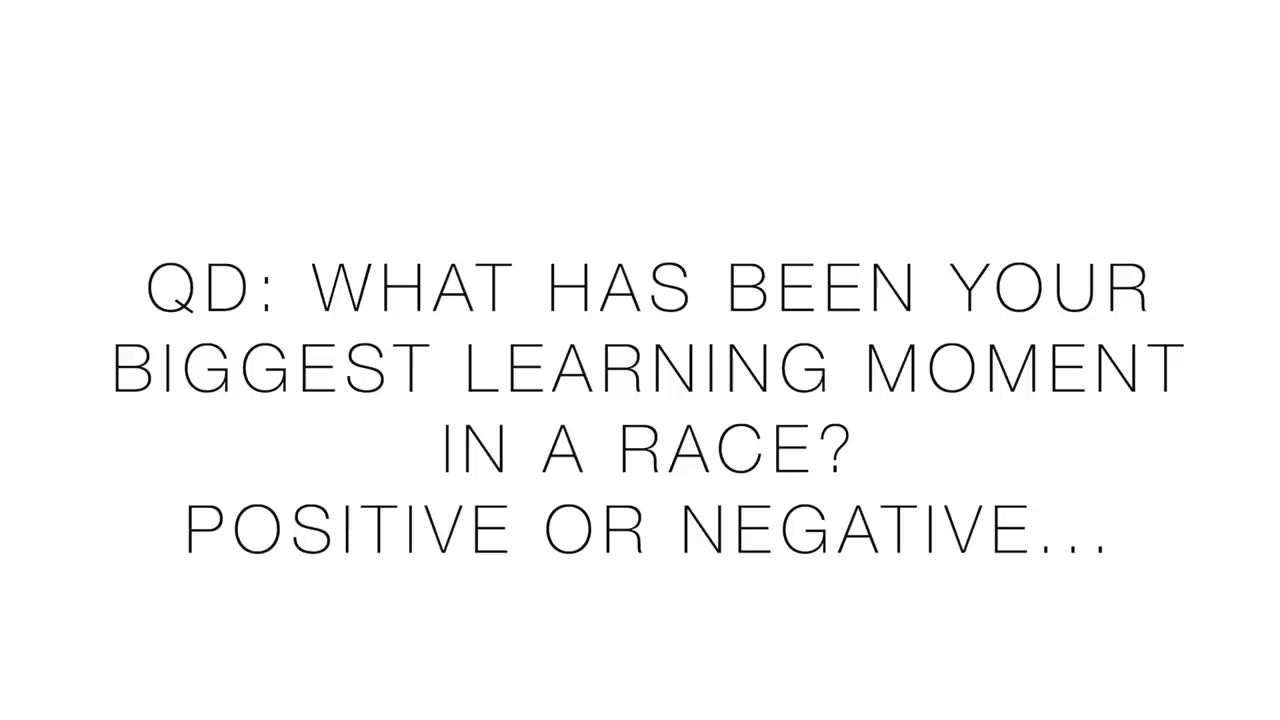 QD: WHAT HAS BEEN YOUR
BIGGEST LEARNING MOMENT
IN A RACE?
POSITIVE OR NEGATIVE...